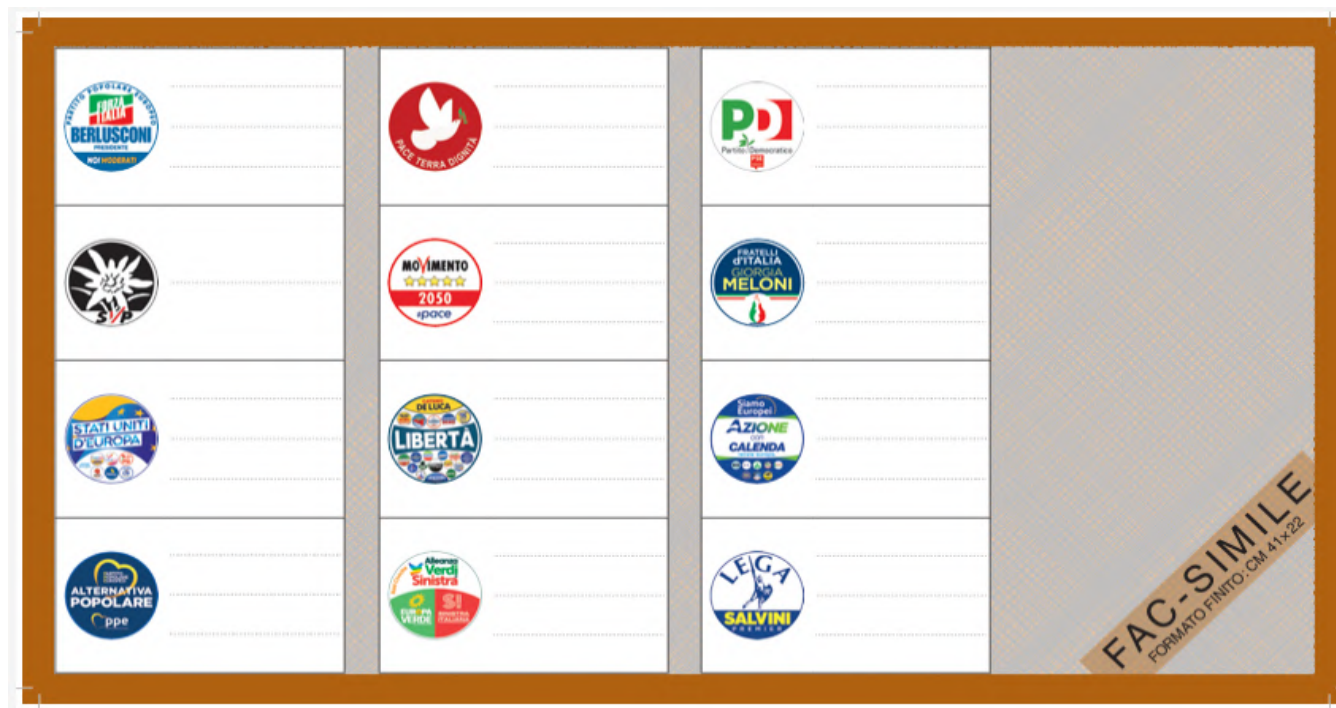 PARTITO POPOLARE EUROPEO
FORZA
ITALIA
BERLUSCONI
PRESIDENTE
NOI MODERATI
PACE TERRA DIGNITÀ
PD
Partito Democratico
PSE
SVP
MOVIMENTO
2050
#pace
FRATELLI
d'ITALIA
GIORGIA
MELONI
STATI UNITI
D'EUROPA
DE LUCA
LIBERTÀ
Siamo
Europei
AZIONE
CON
CALENDA
ALTERNATIVA
POPOLARE
ppe
Alleanza
Verdi
Sinistra
EUROPA
VERDE
SI
SINISTRA
ITALIANA
LEGA
SALVINI
PREMIER
FAC-SIMILE
FORMATO FINITO: CM 41x22